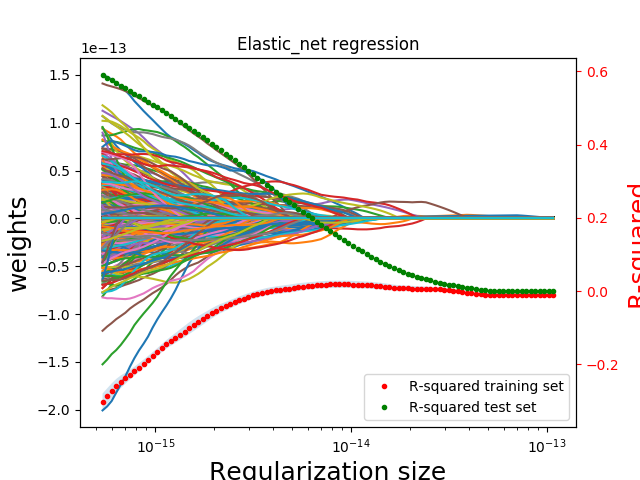 Elastic_net regression
1e−13
1.5
1.0
0.5
0.0
−0.5
−1.0
−1.5
−2.0
weights
0.6
0.4
0.2
0.0
−0.2
R-squared
10⁻¹⁵
10⁻¹⁴
10⁻¹³
Regularization size
R-squared training set
R-squared test set